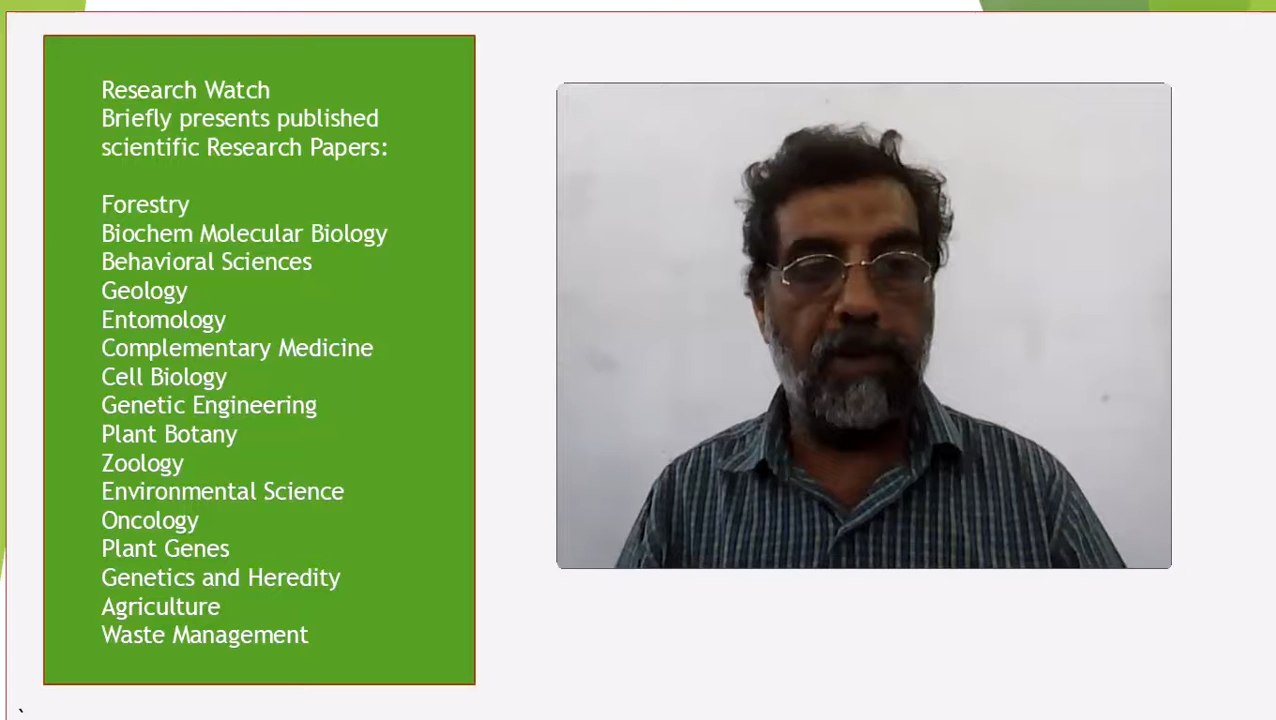 Research Watch
Briefly presents published
scientific Research Papers:
Forestry
Biochem Molecular Biology
Behavioral Sciences
Geology
Entomology
Complementary Medicine
Cell Biology
Genetic Engineering
Plant Botany
Zoology
Environmental Science
Oncology
Plant Genes
Genetics and Heredity
Agriculture
Waste Management
`